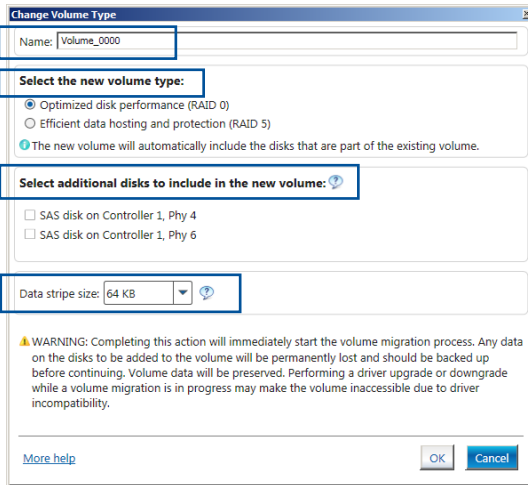 Change Volume Type
Name: Volume_0000
Select the new volume type:
Optimized disk performance (RAID 0)
Efficient data hosting and protection (RAID 5)
The new volume will automatically include the disks that are part of the existing volume.
Select additional disks to include in the new volume:
SAS disk on Controller 1, Phy 4
SAS disk on Controller 1, Phy 6
Data stripe size: 64 KB
WARNING: Completing this action will immediately start the volume migration process. Any data
on the disks to be added to the volume will be permanently lost and should be backed up
before continuing. Volume data will be preserved. Performing a driver upgrade or downgrade
while a volume migration is in progress may make the volume inaccessible due to driver
incompatibility.
More help
OK
Cancel